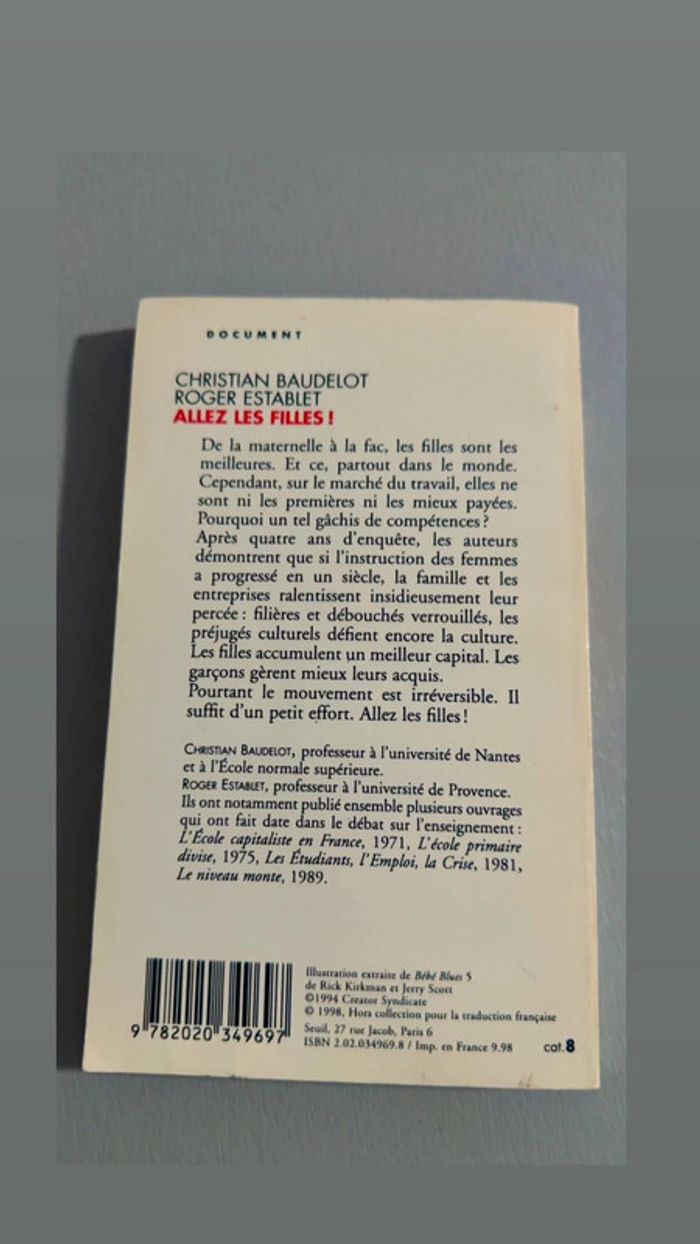 DOCUMENT
CHRISTIAN BAUDELOT
ROGER ESTABLET
ALLEZ LES FILLES !
De la maternelle à la fac, les filles sont les
meilleures. Et ce, partout dans le monde.
Cependant, sur le marché du travail, elles ne
sont ni les premières ni les mieux payées.
Pourquoi un tel gâchis de compétences ?
Après quatre ans d'enquête, les auteurs
démontrent que si l'instruction des femmes
a progressé en un siècle, la famille et les
entreprises ralentissent insidieusement leur
percée : filières et débouchés verrouillés, les
préjugés culturels défient encore la culture.
Les filles accumulent un meilleur capital. Les
garçons gèrent mieux leurs acquis.
Pourtant le mouvement est irréversible. Il
suffit d'un petit effort. Allez les filles !
CHRISTIAN BAUDELOT, professeur à l'université de Nantes
et à l'École normale supérieure.
ROGER ESTABLET, professeur à l'université de Provence.
Ils ont notamment publié ensemble plusieurs ouvrages
qui ont fait date dans le débat sur l'enseignement :
L'École capitaliste en France, 1971, L'école primaire
divise, 1975, Les Étudiants, l'Emploi, la Crise, 1981,
Le niveau monte, 1989.
Illustration extraite de Bébé Blues 5
de Rick Kirkman et Jerry Scott
©1994 Creator Syndicate
© 1998, Hors collection pour la traduction française
Seuil, 27 rue Jacob, Paris 6
ISBN 2.02.034969.8 / Imp. en France 9.98
cat.8
9 782020 349697